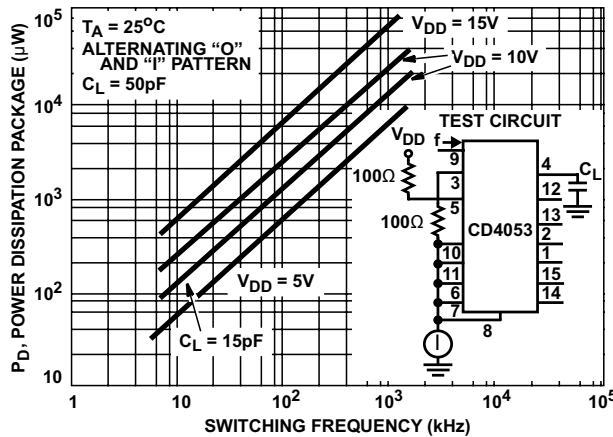 P_D, POWER DISSIPATION PACKAGE (µW)
10⁵
10⁴
10³
10²
10
T_A = 25°C
ALTERNATING “O”
AND “I” PATTERN
C_L = 50pF
V_DD = 15V
V_DD = 10V
V_DD = 5V
C_L = 15pF
TEST CIRCUIT
V_DD
f
100Ω
100Ω
9
3
5
10
11
6
7
8
CD4053
4
12
13
2
1
15
14
C_L
I
1
10
10²
10³
10⁴
10⁵
SWITCHING FREQUENCY (kHz)